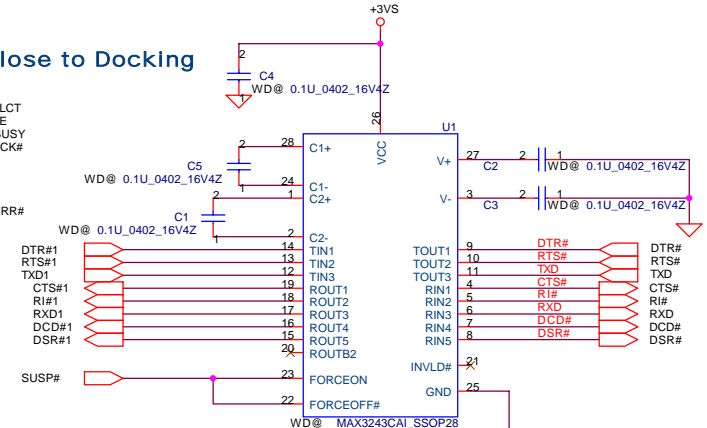 +3VS
lose to Docking
2
C4
WD@ 0.1U_0402_16V4Z
1
LCT
E
BUSY
CK#
26
U1
VCC
2
28
C1+
C5
WD@ 0.1U_0402_16V4Z
24
C1-
1
2
1
C2+
C1
WD@ 0.1U_0402_16V4Z
1
2
C2-
RR#
V+
27
C2
2
1
WD@ 0.1U_0402_16V4Z
V-
3
C3
2
1
WD@ 0.1U_0402_16V4Z
DTR#1 14 TIN1 TOUT1 9 DTR# DTR#
RTS#1 13 TIN2 TOUT2 10 RTS# RTS#
TXD1 12 TIN3 TOUT3 11 TXD TXD
CTS#1 19 ROUT1 RIN1 4 CTS# CTS#
RI#1 18 ROUT2 RIN2 5 RI# RI#
RXD1 17 ROUT3 RIN3 6 RXD RXD
DCD#1 16 ROUT4 RIN4 7 DCD# DCD#
DSR#1 15 ROUT5 RIN5 8 DSR# DSR#
20 ROUTB2
INVLD# 21
SUSP# 23 FORCEON
GND 25
22 FORCEOFF#
WD@ MAX3243CAI_SSOP28